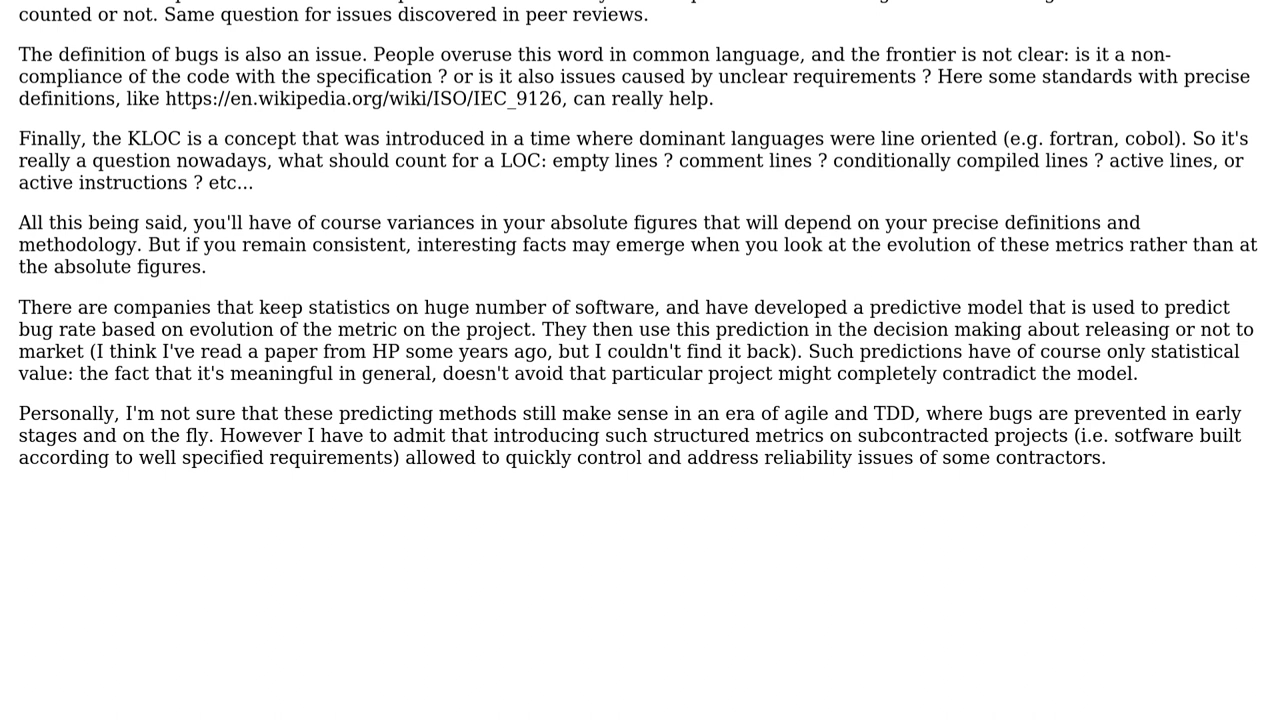 counted or not. Same question for issues discovered in peer reviews.
The definition of bugs is also an issue. People overuse this word in common language, and the frontier is not clear: is it a non-
compliance of the code with the specification ? or is it also issues caused by unclear requirements ? Here some standards with precise
definitions, like https://en.wikipedia.org/wiki/ISO/IEC_9126, can really help.
Finally, the KLOC is a concept that was introduced in a time where dominant languages were line oriented (e.g. fortran, cobol). So it's
really a question nowadays, what should count for a LOC: empty lines ? comment lines ? conditionally compiled lines ? active lines, or
active instructions ? etc...
All this being said, you'll have of course variances in your absolute figures that will depend on your precise definitions and
methodology. But if you remain consistent, interesting facts may emerge when you look at the evolution of these metrics rather than at
the absolute figures.
There are companies that keep statistics on huge number of software, and have developed a predictive model that is used to predict
bug rate based on evolution of the metric on the project. They then use this prediction in the decision making about releasing or not to
market (I think I've read a paper from HP some years ago, but I couldn't find it back). Such predictions have of course only statistical
value: the fact that it's meaningful in general, doesn't avoid that particular project might completely contradict the model.
Personally, I'm not sure that these predicting methods still make sense in an era of agile and TDD, where bugs are prevented in early
stages and on the fly. However I have to admit that introducing such structured metrics on subcontracted projects (i.e. sotfware built
according to well specified requirements) allowed to quickly control and address reliability issues of some contractors.